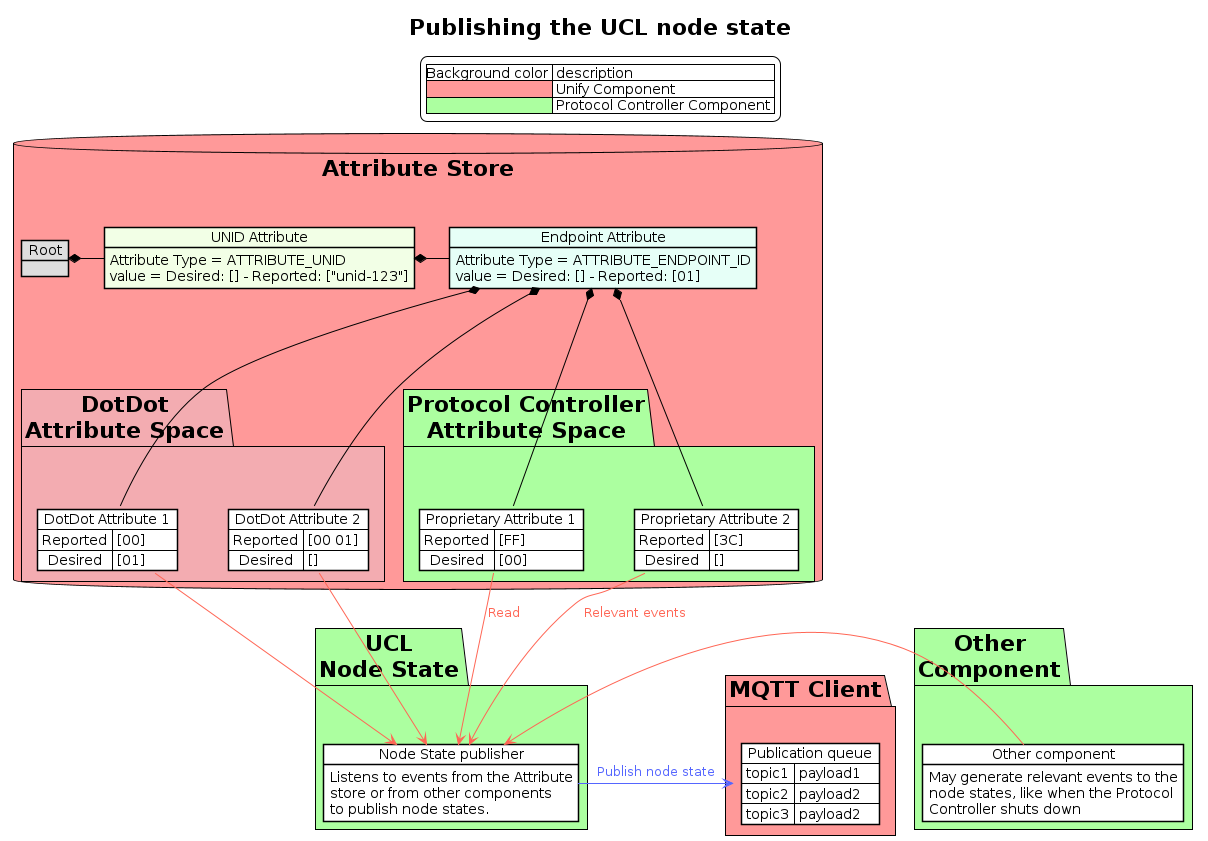 Publishing the UCL node state
Background color description
Unify Component
Protocol Controller Component
Attribute Store
Root
UNID Attribute
Attribute Type = ATTRIBUTE_UNID
value = Desired: [] - Reported: ["unid-123"]
Endpoint Attribute
Attribute Type = ATTRIBUTE_ENDPOINT_ID
value = Desired: [] - Reported: [01]
DotDot
Attribute Space
Protocol Controller
Attribute Space
DotDot Attribute 1
Reported [00]
Desired [01]
DotDot Attribute 2
Reported [00 01]
Desired []
Proprietary Attribute 1
Reported [FF]
Desired [00]
Proprietary Attribute 2
Reported [3C]
Desired []
Read
Relevant events
UCL
Node State
Node State publisher
Listens to events from the Attribute
store or from other components
to publish node states.
Publish node state
MQTT Client
Publication queue
topic1 payload1
topic2 payload2
topic3 payload2
Other
Component
Other component
May generate relevant events to the
node states, like when the Protocol
Controller shuts down